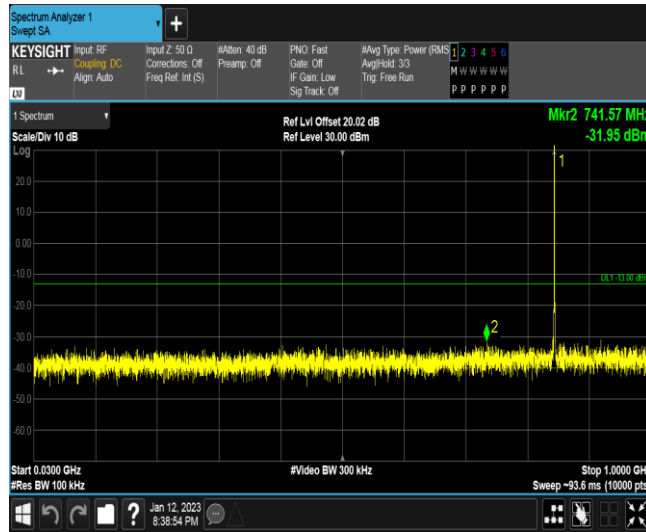 Spectrum Analyzer 1
Swept SA
+
KEYSIGHT
RL
LXI
Input: RF
Coupling: DC
Align: Auto
Input Z: 50 Ω
Corrections: Off
Freq Ref: Int (S)
#Atten: 40 dB
Preamp: Off
PNO: Fast
Gate: Off
IF Gain: Low
Sig Track: Off
#Avg Type: Power (RMS
Avg|Hold: 3/3
Trig: Free Run
1 2 3 4 5 6
M W W W W W
P P P P P P
1 Spectrum
Scale/Div 10 dB
Log
Ref Lvl Offset 20.02 dB
Ref Level 30.00 dBm
Mkr2 741.57 MHz
-31.95 dBm
1
20.0
10.0
0.00
-10.0
DL1 -13.00 dBm
-20.0
2
-30.0
-40.0
-50.0
-60.0
Start 0.0300 GHz
#Video BW 300 kHz
Stop 1.0000 GHz
#Res BW 100 kHz
Sweep ~93.6 ms (10000 pts
?
Jan 12, 2023
8:38:54 PM